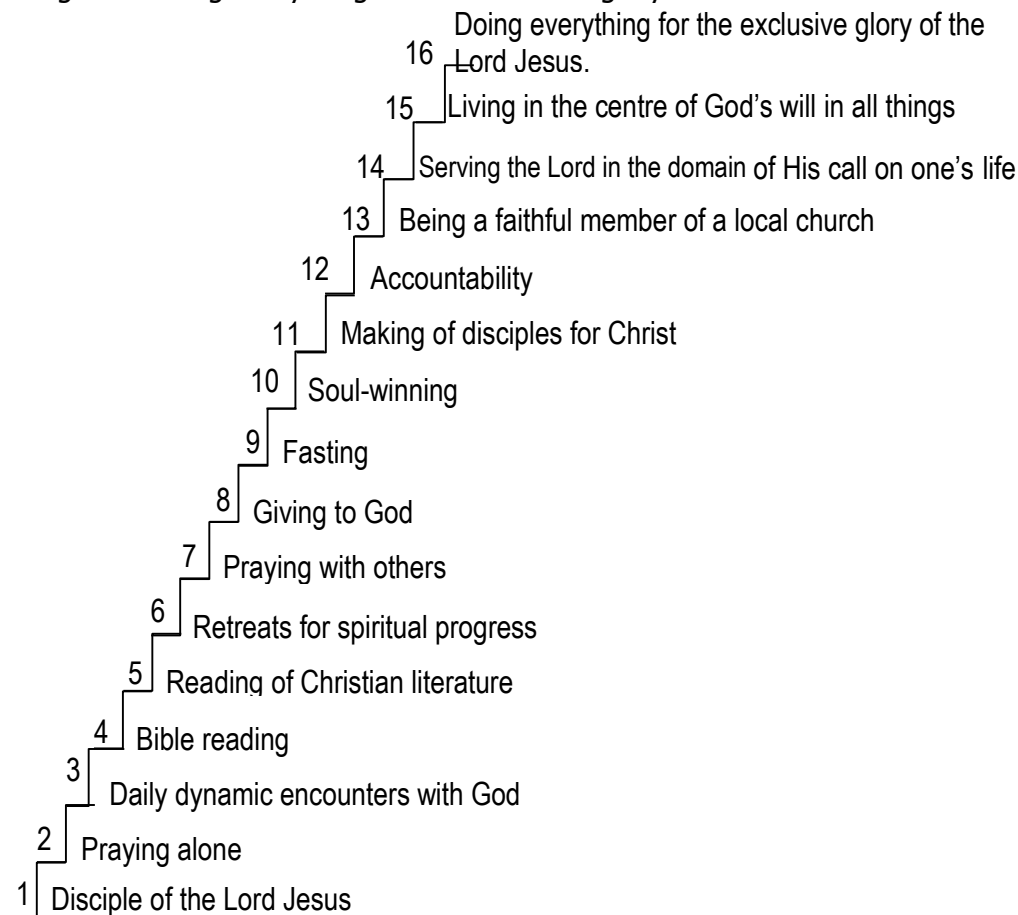 Doing everything for the exclusive glory of the
16 Lord Jesus.
15 Living in the centre of God's will in all things
14 Serving the Lord in the domain of His call on one's life
13 Being a faithful member of a local church
12 Accountability
11 Making of disciples for Christ
10 Soul-winning
9 Fasting
8 Giving to God
7 Praying with others
6 Retreats for spiritual progress
5 Reading of Christian literature
4 Bible reading
3 Daily dynamic encounters with God
2 Praying alone
1 Disciple of the Lord Jesus